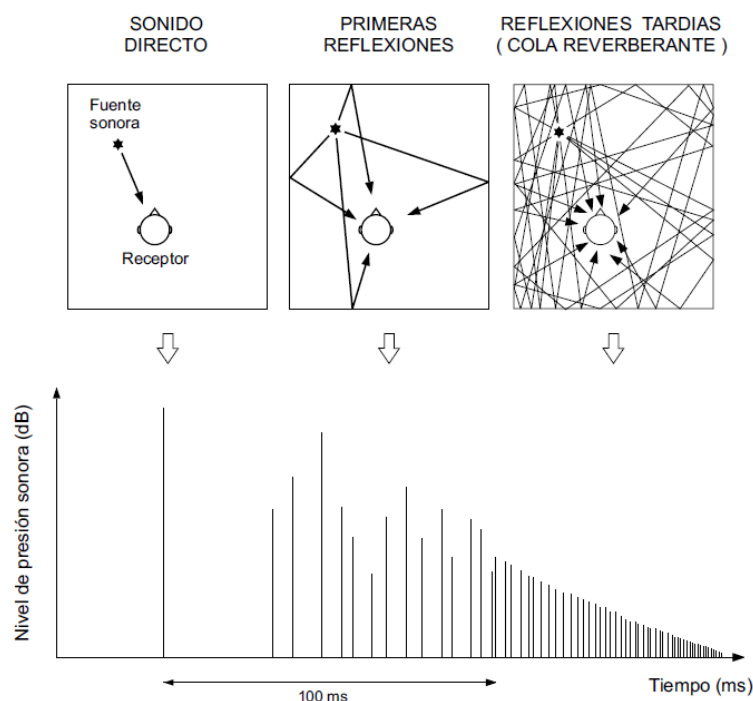 SONIDO
DIRECTO
PRIMERAS
REFLEXIONES
REFLEXIONES TARDIAS
( COLA REVERBERANTE )
Fuente
sonora
Receptor
Nivel de presión sonora (dB)
Tiempo (ms)
100 ms